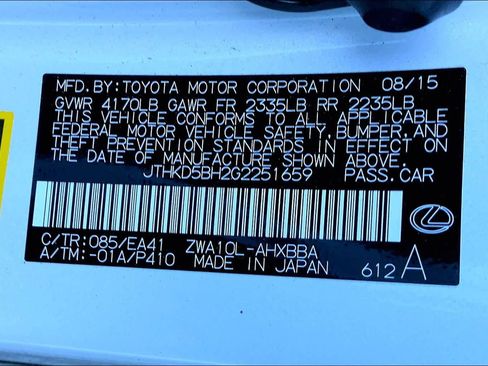 MFD. BY: TOYOTA MOTOR CORPORATION 08/15
GVWR 4170LB GAWR FR 2335LB RR 2235LB
THIS VEHICLE CONFORMS TO ALL APPLICABLE
FEDERAL MOTOR VEHICLE SAFETY, BUMPER, AND
THEFT PREVENTION STANDARDS IN EFFECT ON
THE DATE OF MANUFACTURE SHOWN ABOVE.
JTHKD5BH2G2251659 PASS.CAR
C/TR: 085/EA41 ZWA10L-AHXBBA
A/TM: -01A/P410 MADE IN JAPAN 612 A